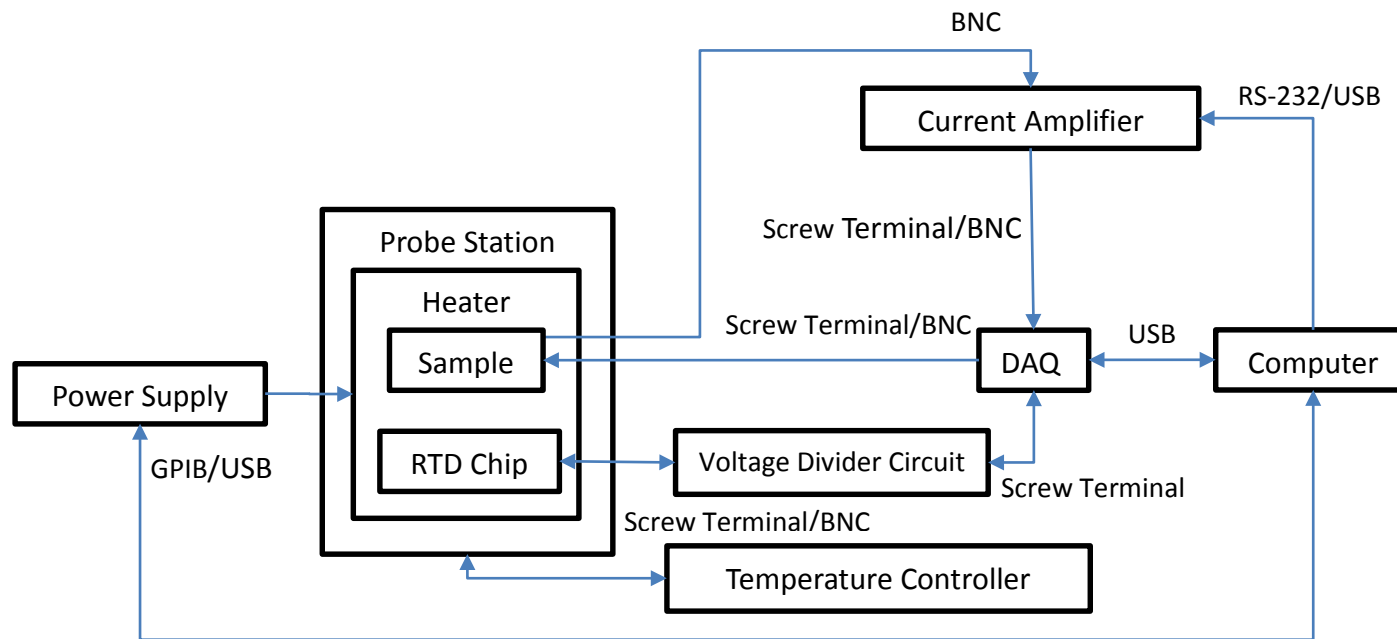 BNC
RS-232/USB
Current Amplifier
Screw Terminal/BNC
Probe Station
Heater
Screw Terminal/BNC
USB
Sample
DAQ
Computer
Power Supply
RTD Chip
Voltage Divider Circuit
GPIB/USB
Screw Terminal
Screw Terminal/BNC
Temperature Controller